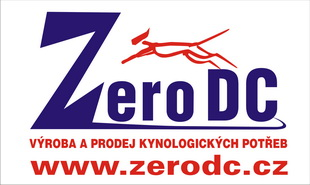 Zero DC
VÝROBA A PRODEJ KYNOLOGICKÝCH POTŘEB
www.zerodc.cz